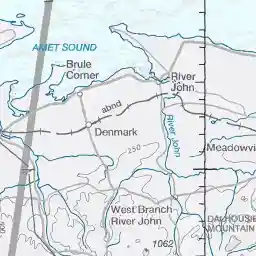 AMET SOUND
Brule
Corner
River
John
abnd
Denmark
River John
250
Meadowvi
West Branch
River John
DALHOUSIE
MOUNTAIN
1062